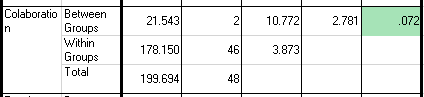 Colaboratio Between 21.543 2 10.772 2.781 .072
n Groups
Within 178.150 46 3.873
Groups
Total 199.694 48